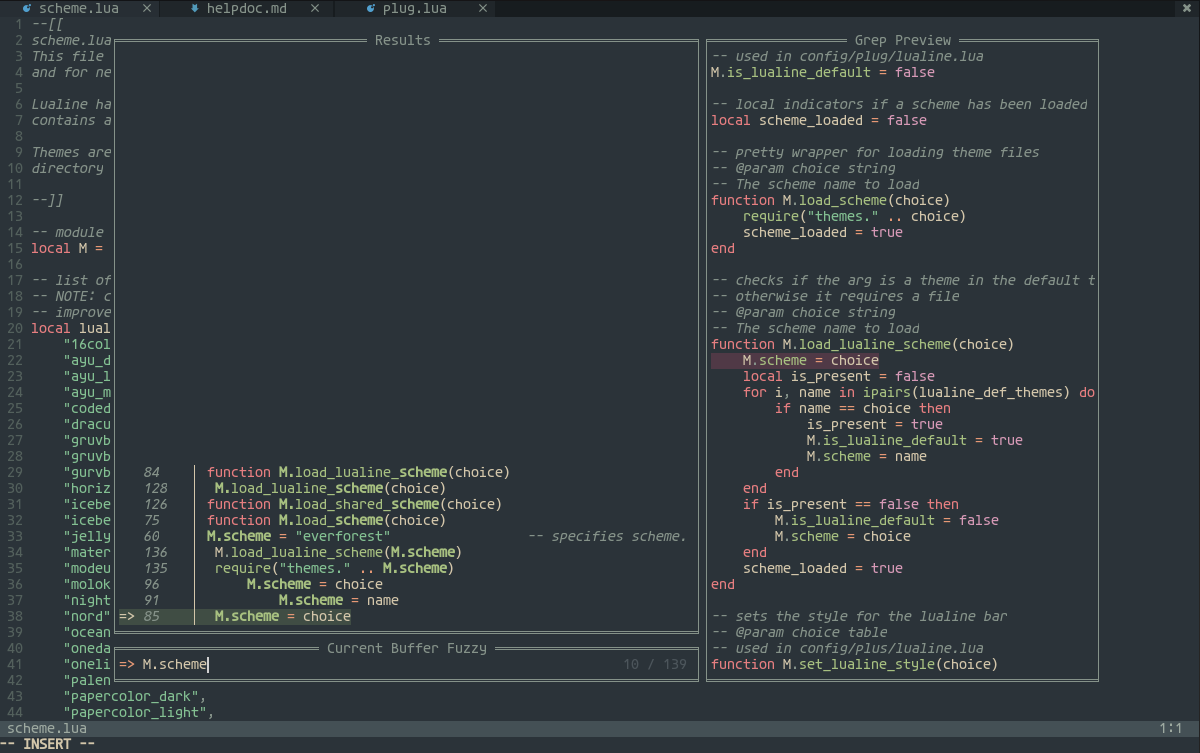 scheme.lua ✕ helpdoc.md ✕ plug.lua ✕ ✖
1 --[[
2 scheme.lua
3 This file
4 and for ne
5
6 Lualine ha
7 contains a
8
9 Themes are
10 directory
11
12 --]]
13
14 -- module
15 local M =
16
17 -- list of
18 -- NOTE: c
19 -- improve
20 local lual
21 "16col
22 "ayu_d
23 "ayu_l
24 "ayu_m
25 "coded
26 "dracu
27 "gruvb
28 "gruvb
29 "gurvb
30 "horiz
31 "icebe
32 "icebe
33 "jelly
34 "mater
35 "modeu
36 "molok
37 "night
38 "nord"
39 "ocean
40 "oneda
41 "oneli
42 "palen
43 "papercolor_dark",
44 "papercolor_light",
Results
84 function M.load_lualine_scheme(choice)
128 M.load_lualine_scheme(choice)
126 function M.load_shared_scheme(choice)
75 function M.load_scheme(choice)
60 M.scheme = "everforest" -- specifies scheme.
136 M.load_lualine_scheme(M.scheme)
135 require("themes." .. M.scheme)
96 M.scheme = choice
91 M.scheme = name
=> 85 M.scheme = choice
Current Buffer Fuzzy
=> M.scheme 10 / 139
Grep Preview
-- used in config/plug/lualine.lua
M.is_lualine_default = false
-- local indicators if a scheme has been loaded
local scheme_loaded = false
-- pretty wrapper for loading theme files
-- @param choice string
-- The scheme name to load
function M.load_scheme(choice)
require("themes." .. choice)
scheme_loaded = true
end
-- checks if the arg is a theme in the default t
-- otherwise it requires a file
-- @param choice string
-- The scheme name to load
function M.load_lualine_scheme(choice)
M.scheme = choice
local is_present = false
for i, name in ipairs(lualine_def_themes) do
if name == choice then
is_present = true
M.is_lualine_default = true
M.scheme = name
end
end
if is_present == false then
M.is_lualine_default = false
M.scheme = choice
end
scheme_loaded = true
end
-- sets the style for the lualine bar
-- @param choice table
-- used in config/plus/lualine.lua
function M.set_lualine_style(choice)
scheme.lua 1:1
-- INSERT --